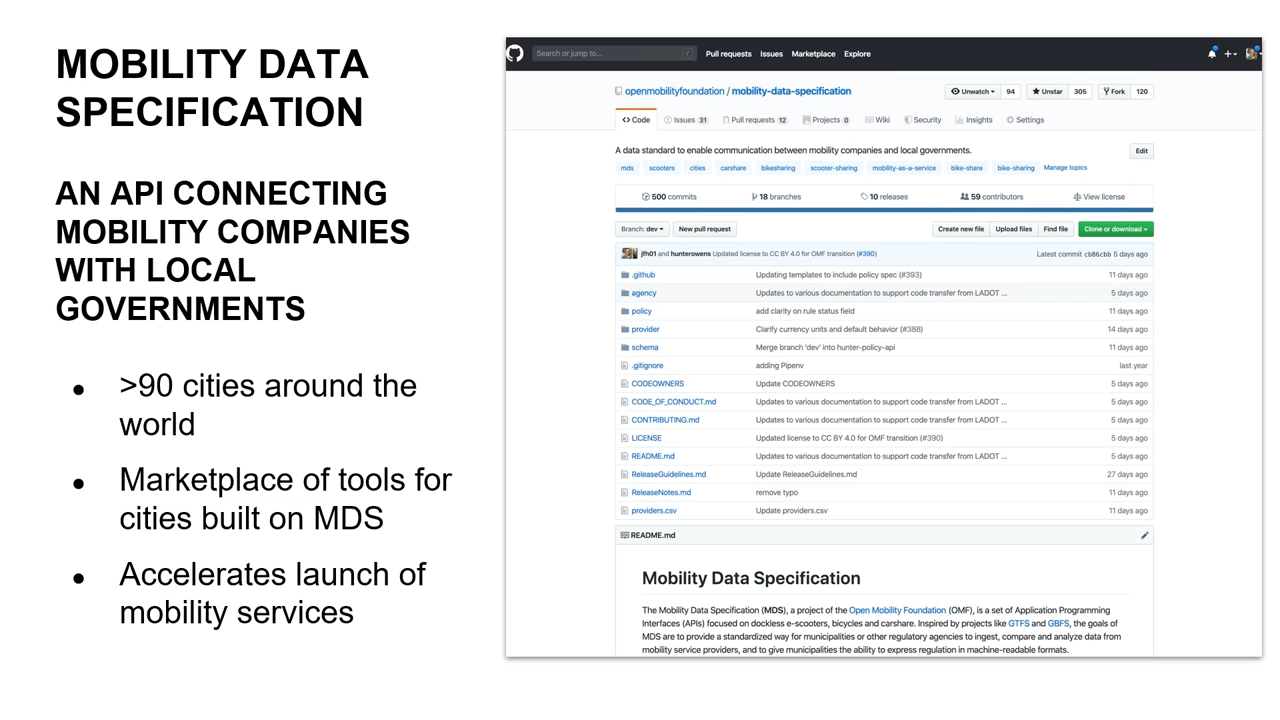 MOBILITY DATA
SPECIFICATION
AN API CONNECTING
MOBILITY COMPANIES
WITH LOCAL
GOVERNMENTS
● >90 cities around the
world
● Marketplace of tools for
cities built on MDS
● Accelerates launch of
mobility services
Search or jump to... / Pull requests Issues Marketplace Explore
openmobilityfoundation / mobility-data-specification Unwatch 94 Unstar 305 Fork 120
Code Issues 31 Pull requests 12 Projects 0 Wiki Security Insights Settings
A data standard to enable communication between mobility companies and local governments. Edit
mds scooters cities carshare bikesharing scooter-sharing mobility-as-a-service bike-share bike-sharing Manage topics
500 commits 18 branches 10 releases 59 contributors View license
Branch: dev New pull request Create new file Upload files Find file Clone or download
jfh01 and hunterowens Updated license to CC BY 4.0 for OMF transition (#390) Latest commit cb86cbb 5 days ago
.github Updating templates to include policy spec (#393) 11 days ago
agency Updates to various documentation to support code transfer from LADOT ... 5 days ago
policy add clarity on rule status field 11 days ago
provider Clarify currency units and default behavior (#388) 14 days ago
schema Merge branch 'dev' into hunter-policy-api 11 days ago
.gitignore adding Pipenv last year
CODEOWNERS Update CODEOWNERS 5 days ago
CODE_OF_CONDUCT.md Updates to various documentation to support code transfer from LADOT ... 5 days ago
CONTRIBUTING.md Updates to various documentation to support code transfer from LADOT ... 5 days ago
LICENSE Updated license to CC BY 4.0 for OMF transition (#390) 5 days ago
README.md Updates to various documentation to support code transfer from LADOT ... 5 days ago
ReleaseGuidelines.md Update ReleaseGuidelines.md 27 days ago
ReleaseNotes.md remove typo 11 days ago
providers.csv Update providers.csv 11 days ago
README.md
Mobility Data Specification
The Mobility Data Specification (MDS), a project of the Open Mobility Foundation (OMF), is a set of Application Programming
Interfaces (APIs) focused on dockless e-scooters, bicycles and carshare. Inspired by projects like GTFS and GBFS, the goals of
MDS are to provide a standardized way for municipalities or other regulatory agencies to ingest, compare and analyze data from
mobility service providers, and to give municipalities the ability to express regulation in machine-readable formats.